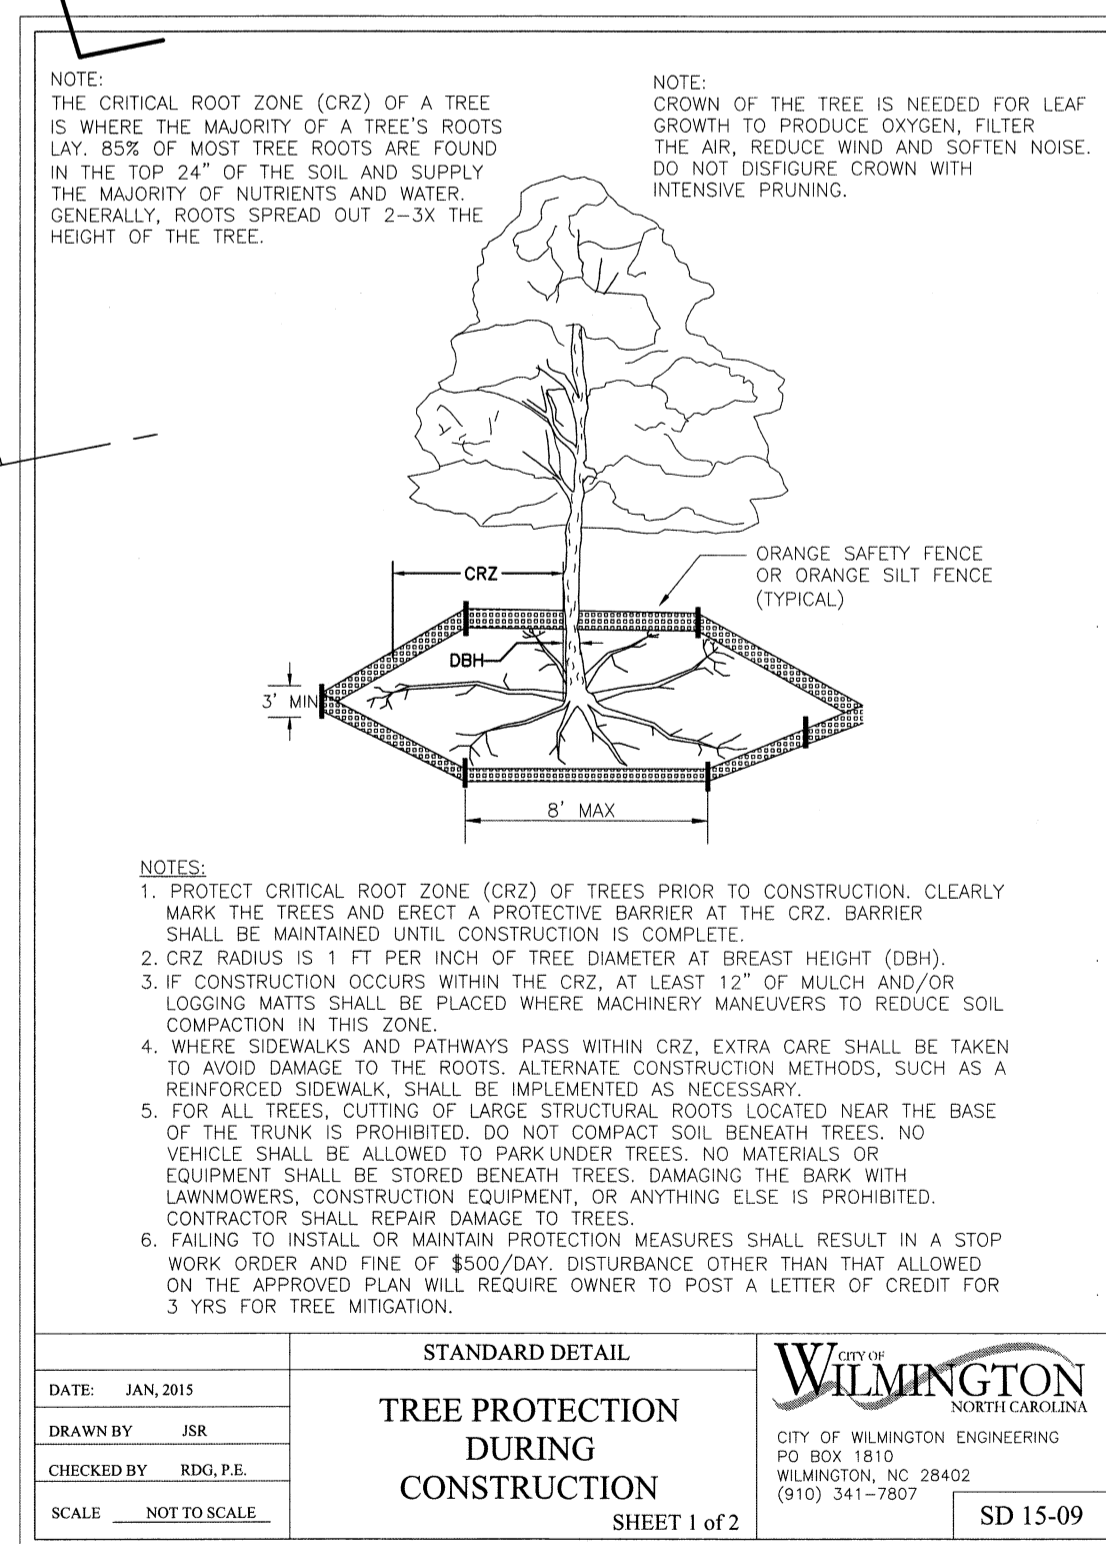 NOTE:
THE CRITICAL ROOT ZONE (CRZ) OF A TREE
IS WHERE THE MAJORITY OF A TREE'S ROOTS
LAY. 85% OF MOST TREE ROOTS ARE FOUND
IN THE TOP 24" OF THE SOIL AND SUPPLY
THE MAJORITY OF NUTRIENTS AND WATER.
GENERALLY, ROOTS SPREAD OUT 2-3X THE
HEIGHT OF THE TREE.
NOTE:
CROWN OF THE TREE IS NEEDED FOR LEAF
GROWTH TO PRODUCE OXYGEN, FILTER
THE AIR, REDUCE WIND AND SOFTEN NOISE.
DO NOT DISFIGURE CROWN WITH
INTENSIVE PRUNING.
ORANGE SAFETY FENCE
OR ORANGE SILT FENCE
(TYPICAL)
CRZ
DBH
3' MIN
8' MAX
NOTES:
1. PROTECT CRITICAL ROOT ZONE (CRZ) OF TREES PRIOR TO CONSTRUCTION. CLEARLY
MARK THE TREES AND ERECT A PROTECTIVE BARRIER AT THE CRZ. BARRIER
SHALL BE MAINTAINED UNTIL CONSTRUCTION IS COMPLETE.
2. CRZ RADIUS IS 1 FT PER INCH OF TREE DIAMETER AT BREAST HEIGHT (DBH).
3. IF CONSTRUCTION OCCURS WITHIN THE CRZ, AT LEAST 12" OF MULCH AND/OR
LOGGING MATTS SHALL BE PLACED WHERE MACHINERY MANEUVERS TO REDUCE SOIL
COMPACTION IN THIS ZONE.
4. WHERE SIDEWALKS AND PATHWAYS PASS WITHIN CRZ, EXTRA CARE SHALL BE TAKEN
TO AVOID DAMAGE TO THE ROOTS. ALTERNATE CONSTRUCTION METHODS, SUCH AS A
REINFORCED SIDEWALK, SHALL BE IMPLEMENTED AS NECESSARY.
5. FOR ALL TREES, CUTTING OF LARGE STRUCTURAL ROOTS LOCATED NEAR THE BASE
OF THE TRUNK IS PROHIBITED. DO NOT COMPACT SOIL BENEATH TREES. NO
VEHICLE SHALL BE ALLOWED TO PARK UNDER TREES. NO MATERIALS OR
EQUIPMENT SHALL BE STORED BENEATH TREES. DAMAGING THE BARK WITH
LAWNMOWERS, CONSTRUCTION EQUIPMENT, OR ANYTHING ELSE IS PROHIBITED.
CONTRACTOR SHALL REPAIR DAMAGE TO TREES.
6. FAILING TO INSTALL OR MAINTAIN PROTECTION MEASURES SHALL RESULT IN A STOP
WORK ORDER AND FINE OF $500/DAY. DISTURBANCE OTHER THAN THAT ALLOWED
ON THE APPROVED PLAN WILL REQUIRE OWNER TO POST A LETTER OF CREDIT FOR
3 YRS FOR TREE MITIGATION.
DATE: JAN, 2015
DRAWN BY JSR
CHECKED BY RDG, P.E.
SCALE NOT TO SCALE
STANDARD DETAIL
TREE PROTECTION
DURING
CONSTRUCTION
SHEET 1 of 2
CITY OF
WILMINGTON
NORTH CAROLINA
CITY OF WILMINGTON ENGINEERING
PO BOX 1810
WILMINGTON, NC 28402
(910) 341-7807
SD 15-09